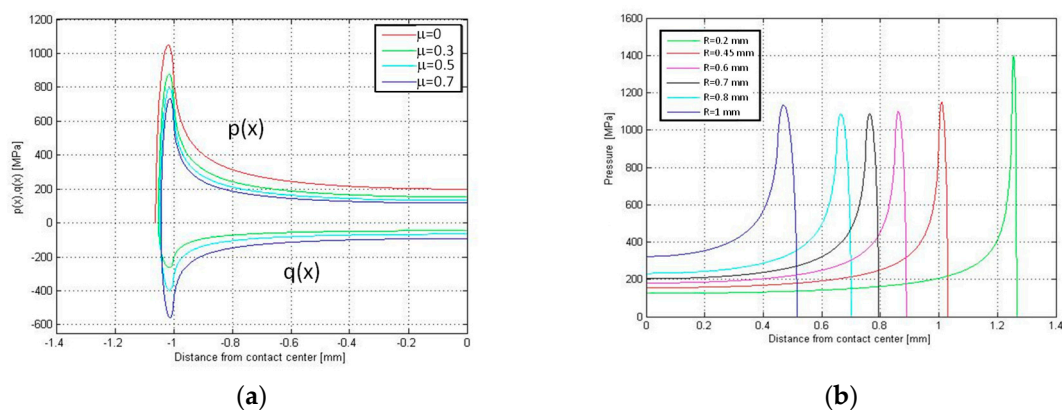 1200
1000
800
600
400
200
0
-200
-400
-600
p(x),q(x) [MPa]
μ=0
μ=0.3
μ=0.5
μ=0.7
p(x)
q(x)
-1.4 -1.2 -1 -0.8 -0.6 -0.4 -0.2 0
Distance from contact center [mm]
(a)
1600
1400
1200
1000
800
600
400
200
0
Pressure [MPa]
R=0.2 mm
R=0.45 mm
R=0.6 mm
R=0.7 mm
R=0.8 mm
R=1 mm
0 0.2 0.4 0.6 0.8 1 1.2 1.4
Distance from contact center [mm]
(b)